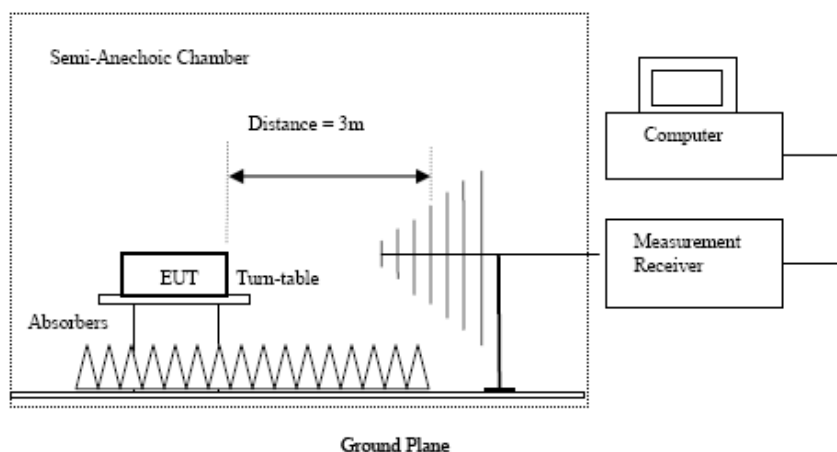 Semi-Anechoic Chamber
Distance = 3m
Computer
Measurement
Receiver
EUT
Turn-table
Absorbers
Ground Plane